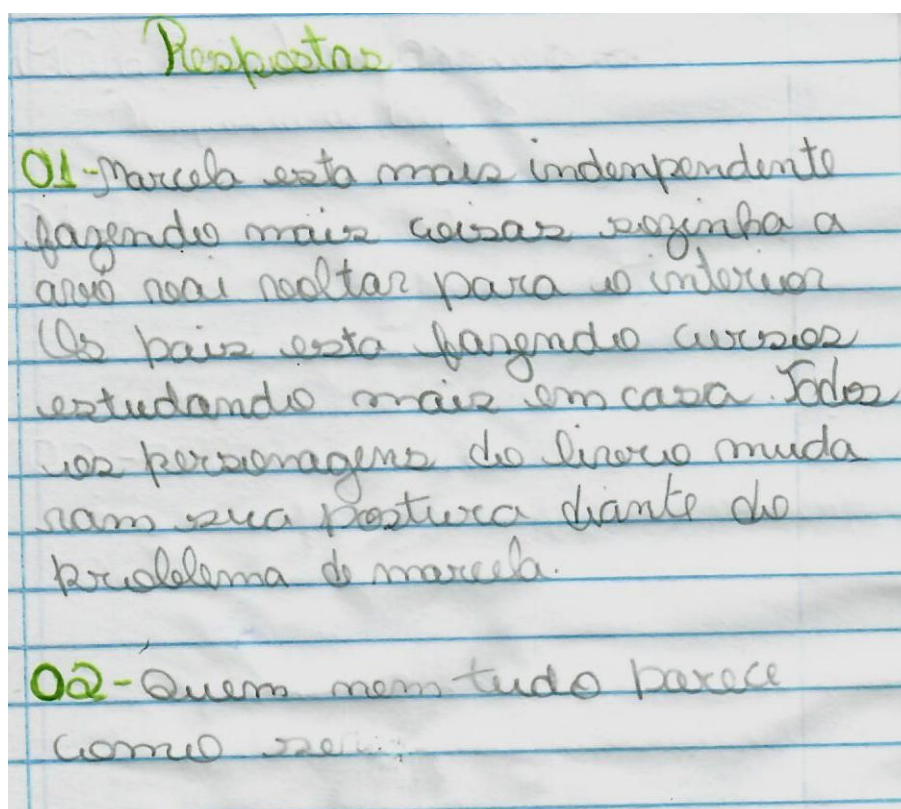 Respostas
01-Marcela esta mais indenpendente
fazendo mais coisas sozinha a
avó vai voltar para o interior
Os pais esta fazendo cursos
estudando mais em casa. Todos
os personagens do livro muda
ram sua postura diante do
problema de marcela.
02-Quem nem tudo parece
como se...